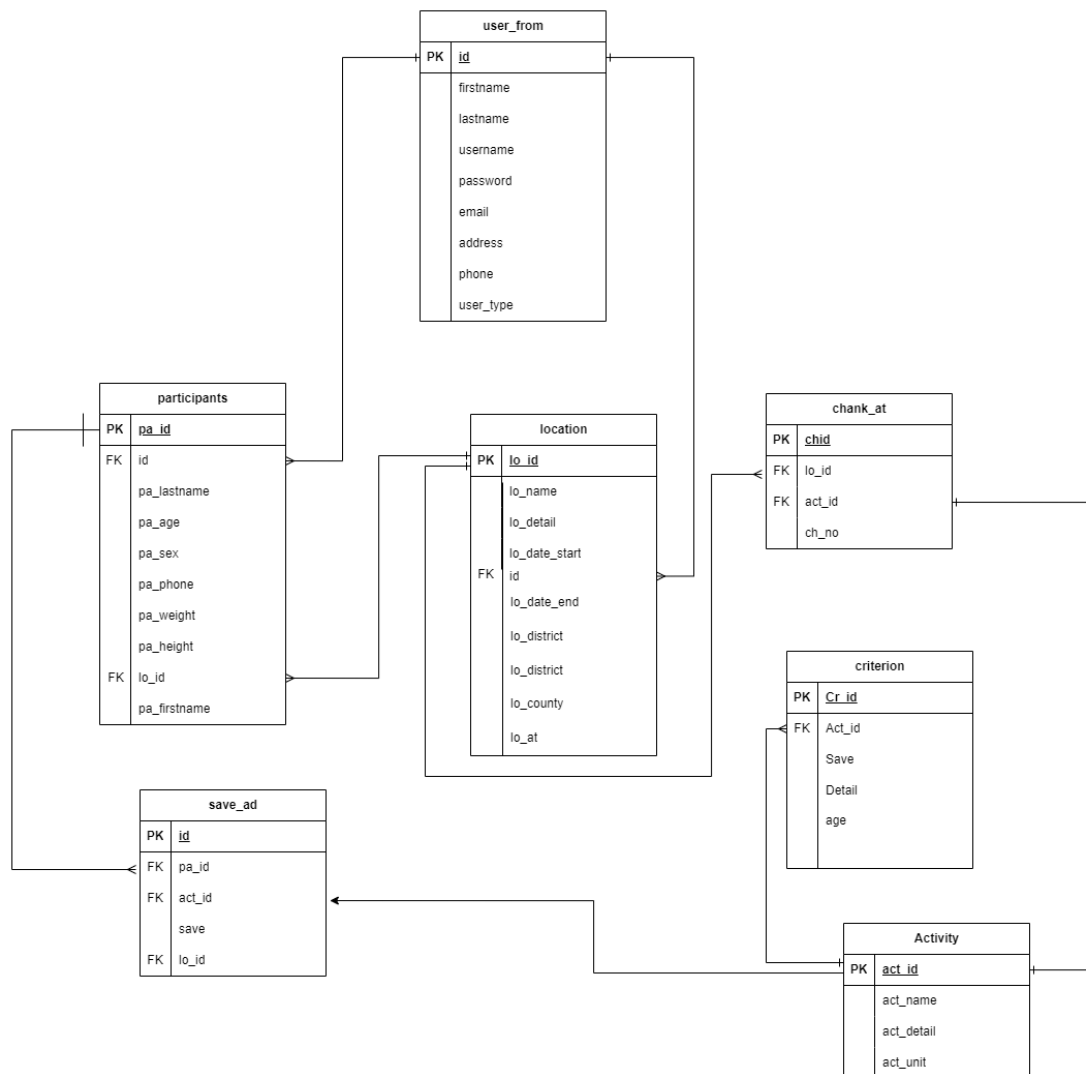 user_from
PK id
firstname
lastname
username
password
email
address
phone
user_type
participants
PK pa_id
FK id
pa_lastname
pa_age
pa_sex
pa_phone
pa_weight
pa_height
FK lo_id
pa_firstname
location
PK lo_id
lo_name
lo_detail
lo_date_start
FK id
lo_date_end
lo_district
lo_district
lo_county
lo_at
chank_at
PK chid
FK lo_id
FK act_id
ch_no
criterion
PK Cr_id
FK Act_id
Save
Detail
age
save_ad
PK id
FK pa_id
FK act_id
save
FK lo_id
Activity
PK act_id
act_name
act_detail
act_unit